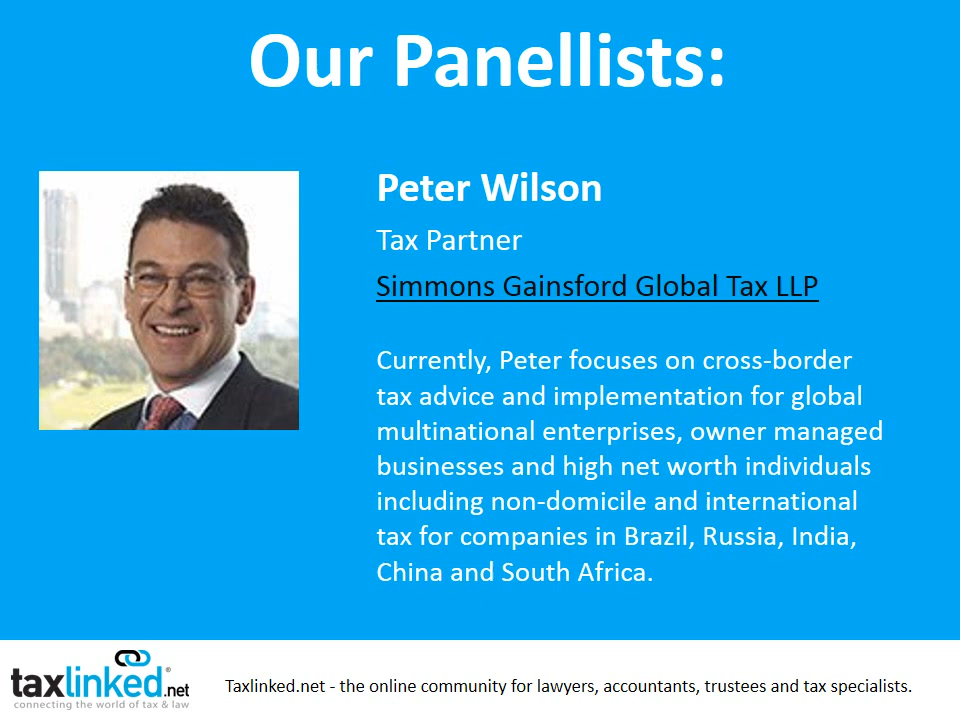 Our Panellists:
Peter Wilson
Tax Partner
Simmons Gainsford Global Tax LLP
Currently, Peter focuses on cross-border
tax advice and implementation for global
multinational enterprises, owner managed
businesses and high net worth individuals
including non-domicile and international
tax for companies in Brazil, Russia, India,
China and South Africa.
taxlinked.net®
connecting the world of tax & law
Taxlinked.net - the online community for lawyers, accountants, trustees and tax specialists.